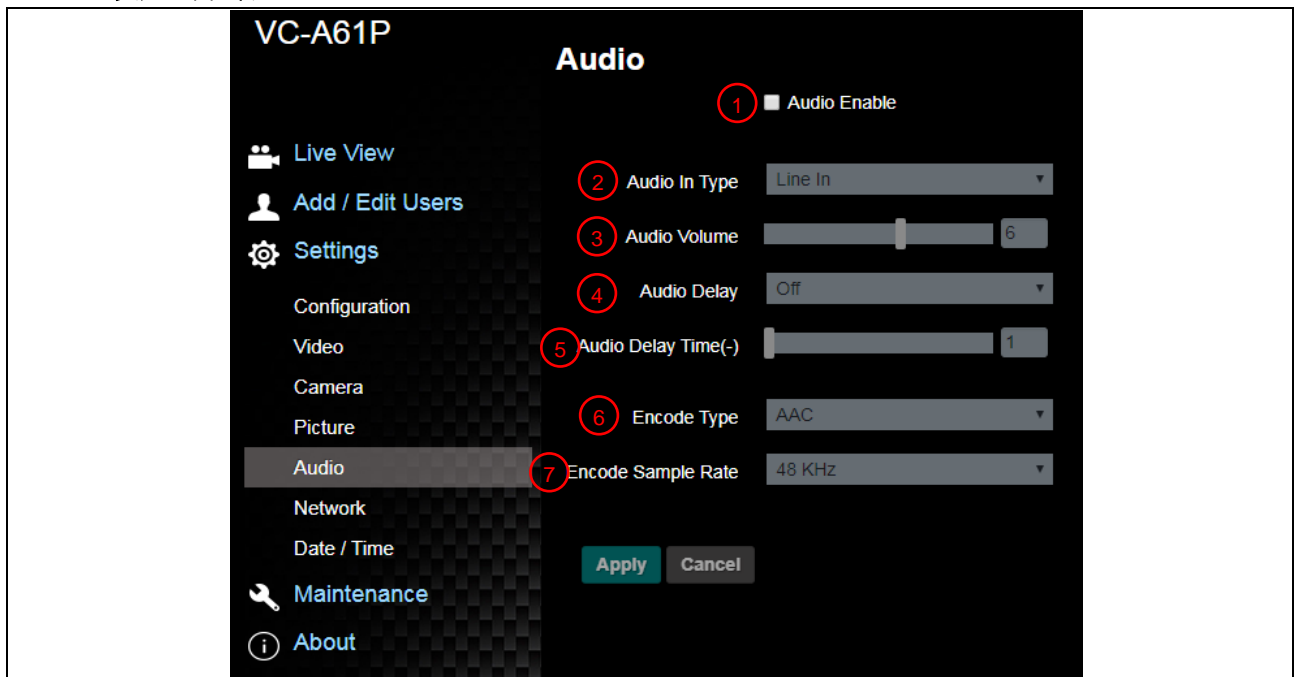 VC-A61P
Audio
1 Audio Enable
Live View
2 Audio In Type Line In
Add / Edit Users
3 Audio Volume 6
Settings
4 Audio Delay Off
Configuration
5 Audio Delay Time(-) 1
Video
Camera
6 Encode Type AAC
Picture
Audio
7 Encode Sample Rate 48 KHz
Network
Date / Time
Apply Cancel
Maintenance
About